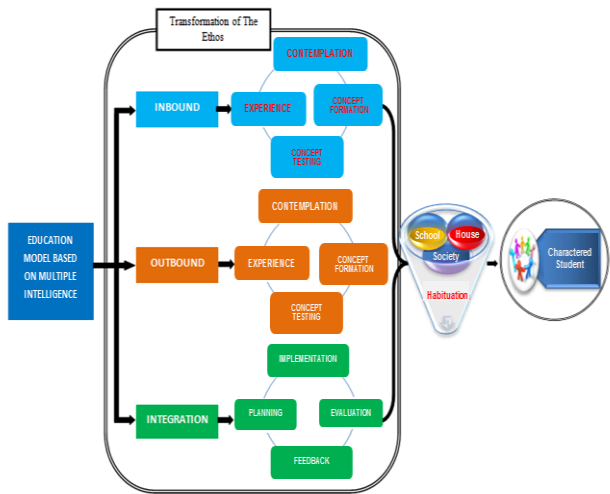 Transformation of The
Ethos
EDUCATION
MODEL BASED
ON MULTIPLE
INTELLIGENCE
INBOUND
EXPERIENCE
CONTEMPLATION
CONCEPT
FORMATION
CONCEPT
TESTING
OUTBOUND
EXPERIENCE
CONTEMPLATION
CONCEPT
FORMATION
CONCEPT
TESTING
INTEGRATION
PLANNING
IMPLEMENTATION
EVALUATION
FEEDBACK
School
House
Society
Habituation
Charactered
Student